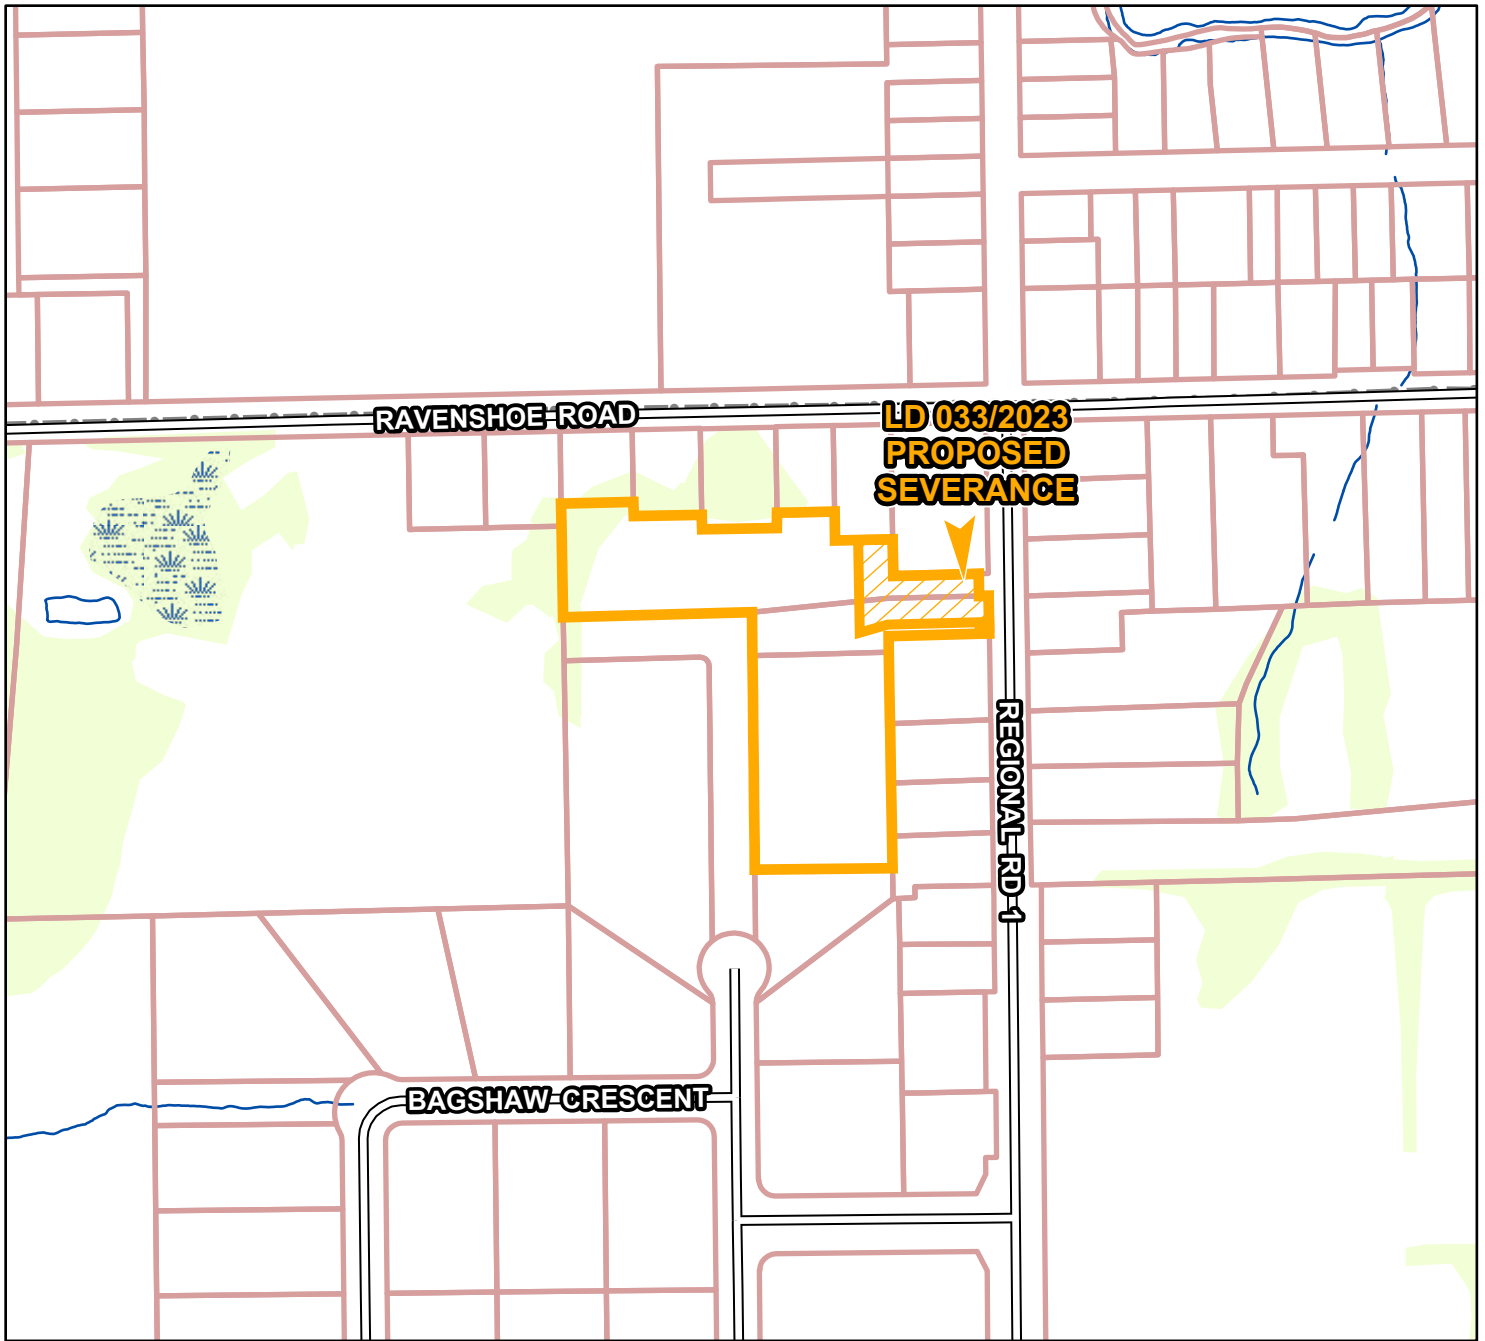 RAVENSHOE ROAD
LD 033/2023
PROPOSED
SEVERANCE
REGIONAL RD 1
BAGSHAW CRESCENT